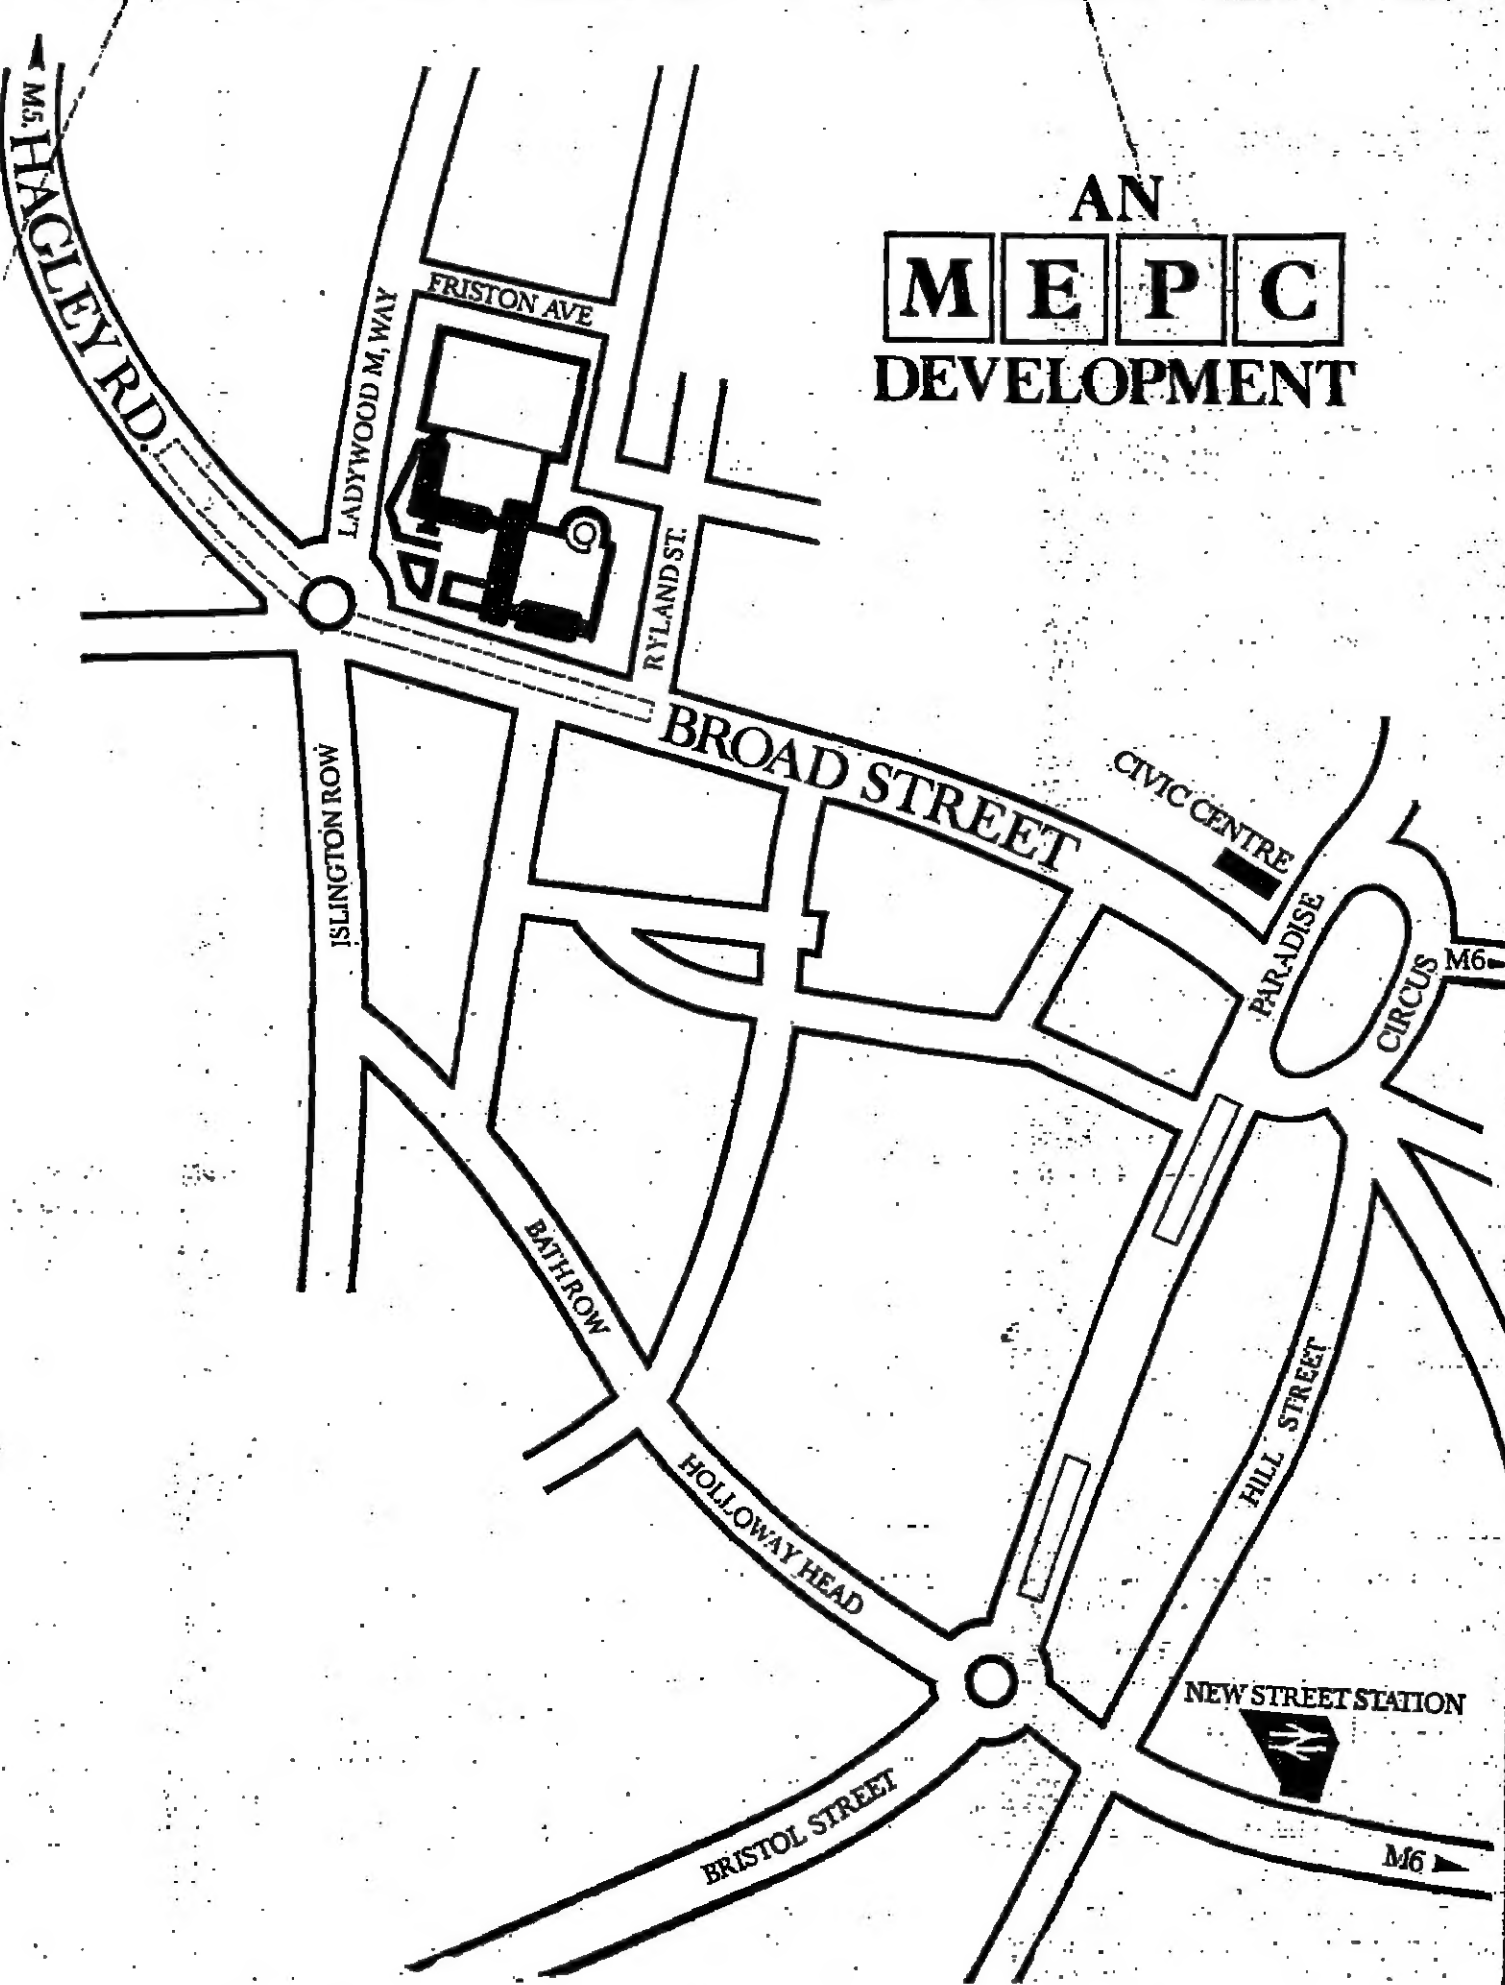 M5.
HAGLEY RD.
LADYWOOD M, WAY
FRISTON AVE
AN
MEPC
DEVELOPMENT
RYLAND ST.
BROAD STREET
CIVIC CENTRE
ISLINGTON ROW
PARADISE
CIRCUS
M6
BATH ROW
HILL STREET
HOLLOWAY HEAD
NEW STREET STATION
BRISTOL STREET
M6